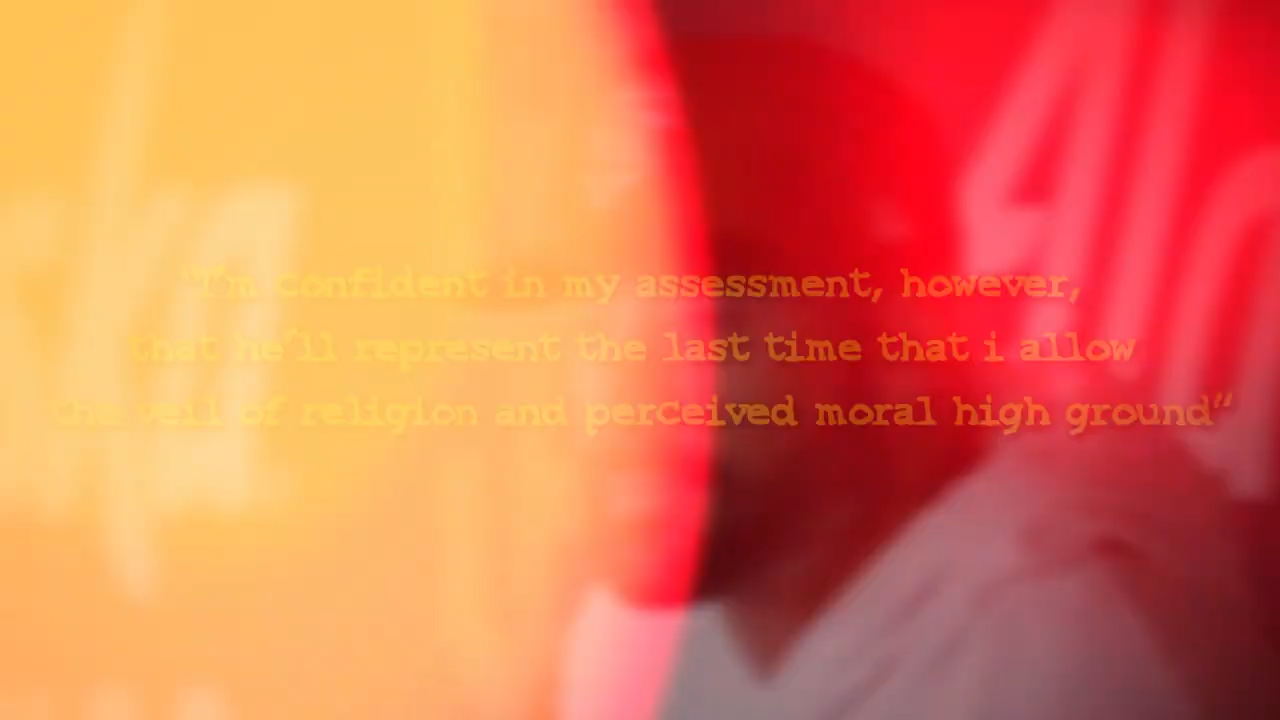 “I'm confident in my assessment, however,
that he'll represent the last time that i allow
the veil of religion and perceived moral high ground“